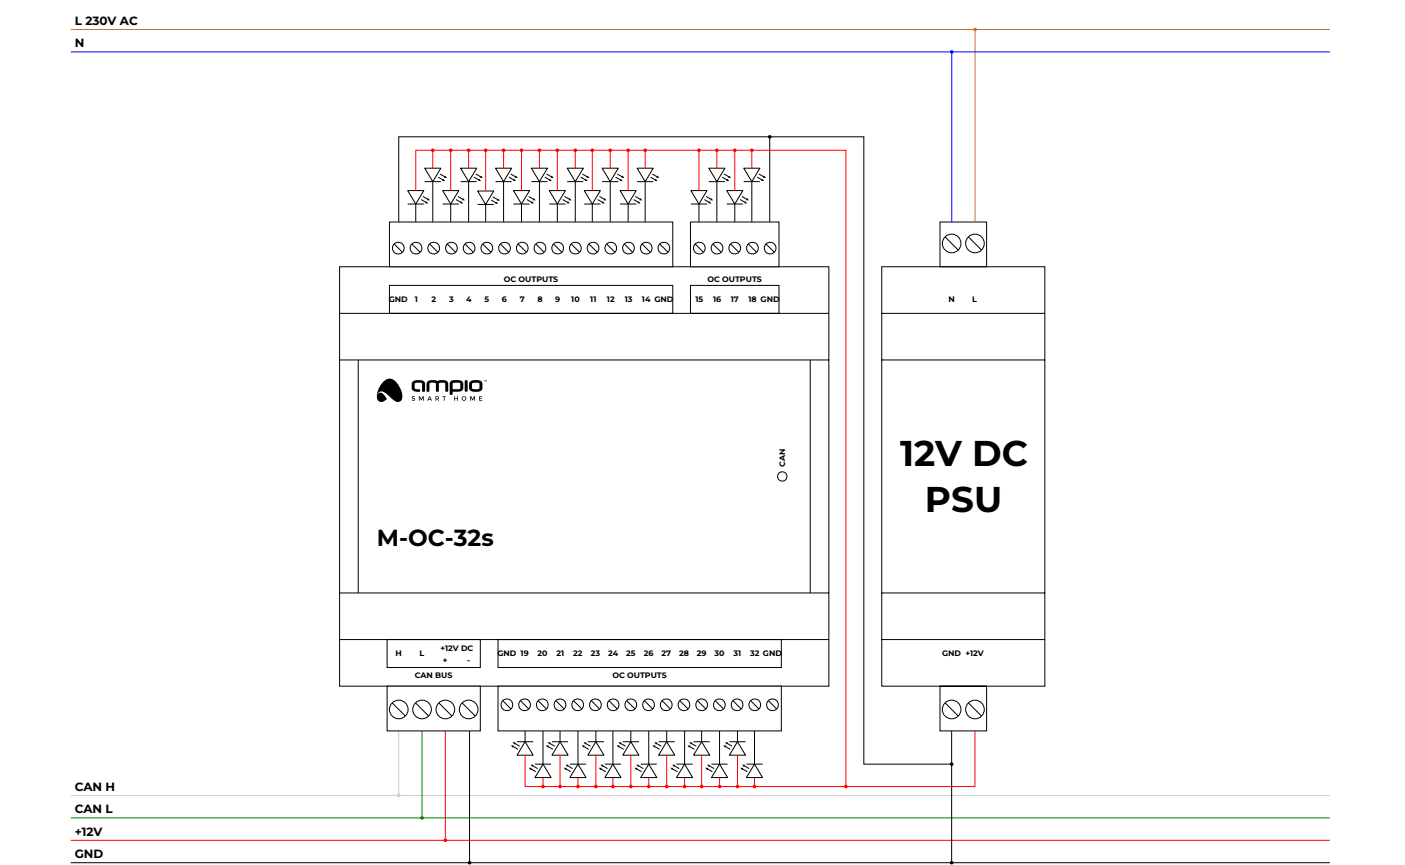 L 230V AC
N
OC OUTPUTS OC OUTPUTS
GND 1 2 3 4 5 6 7 8 9 10 11 12 13 14 GND 15 16 17 18 GND N L
ampio™
SMART HOME
CAN
12V DC
PSU
M-OC-32s
H L +12V DC
+ -
GND 19 20 21 22 23 24 25 26 27 28 29 30 31 32 GND GND +12V
CAN BUS OC OUTPUTS
CAN H
CAN L
+12V
GND